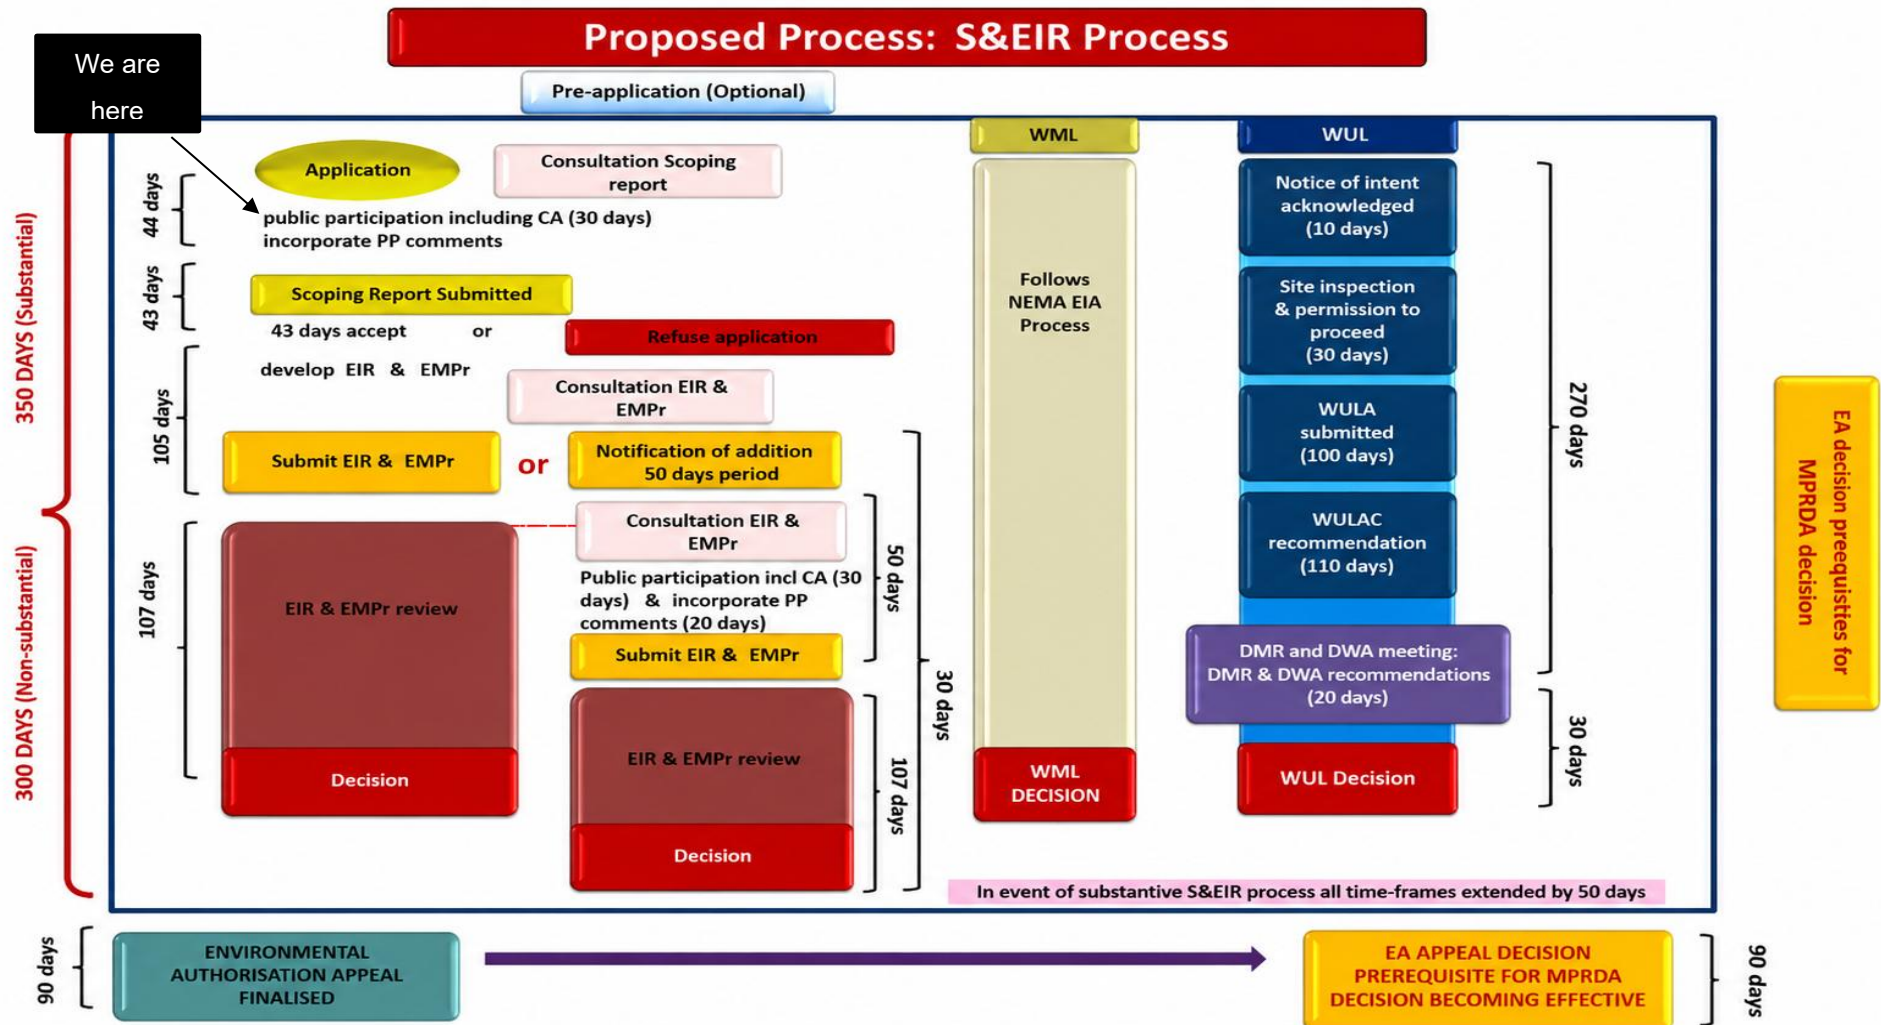 Proposed Process: S&EIR Process
We are
here
Pre-application (Optional)
350 DAYS (Substantial)
300 DAYS (Non-substantial)
44 days
Application
Consultation Scoping
report
public participation including CA (30 days)
incorporate PP comments
43 days
Scoping Report Submitted
43 days accept or
Refuse application
105 days
develop EIR & EMPr
Consultation EIR &
EMPr
Submit EIR & EMPr
or
Notification of addition
50 days period
107 days
EIR & EMPr review
Decision
Consultation EIR &
EMPr
Public participation incl CA (30
days) & incorporate PP
comments (20 days)
Submit EIR & EMPr
50 days
EIR & EMPr review
Decision
107 days
30 days
WML
Follows
NEMA EIA
Process
WML
DECISION
WUL
Notice of intent
acknowledged
(10 days)
Site inspection
& permission to
proceed
(30 days)
WULA
submitted
(100 days)
WULAC
recommendation
(110 days)
DMR and DWA meeting:
DMR & DWA recommendations
(20 days)
WUL Decision
270 days
30 days
EA decision preequistites for
MPRDA decision
In event of substantive S&EIR process all time-frames extended by 50 days
90 days
ENVIRONMENTAL
AUTHORISATION APPEAL
FINALISED
EA APPEAL DECISION
PREREQUISITE FOR MPRDA
DECISION BECOMING EFFECTIVE
90 days